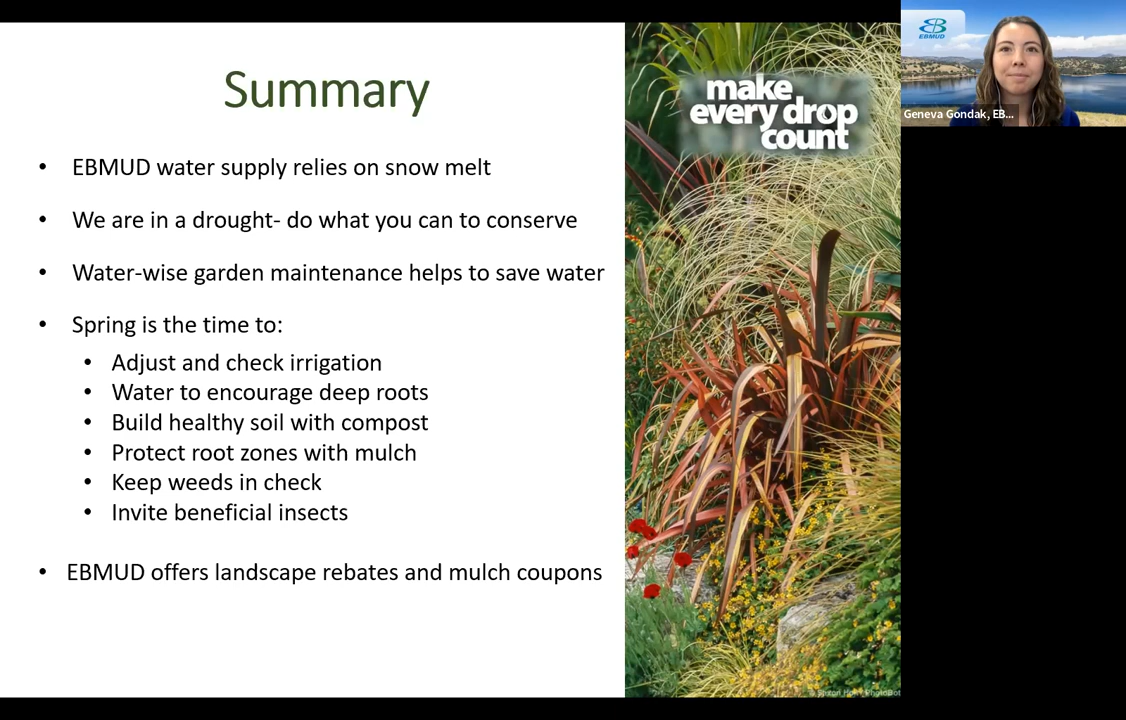 Summary
• EBMUD water supply relies on snow melt
• We are in a drought- do what you can to conserve
• Water-wise garden maintenance helps to save water
• Spring is the time to:
• Adjust and check irrigation
• Water to encourage deep roots
• Build healthy soil with compost
• Protect root zones with mulch
• Keep weeds in check
• Invite beneficial insects
• EBMUD offers landscape rebates and mulch coupons
make
every drop
count
EBMUD
Geneva Gondak, EB...